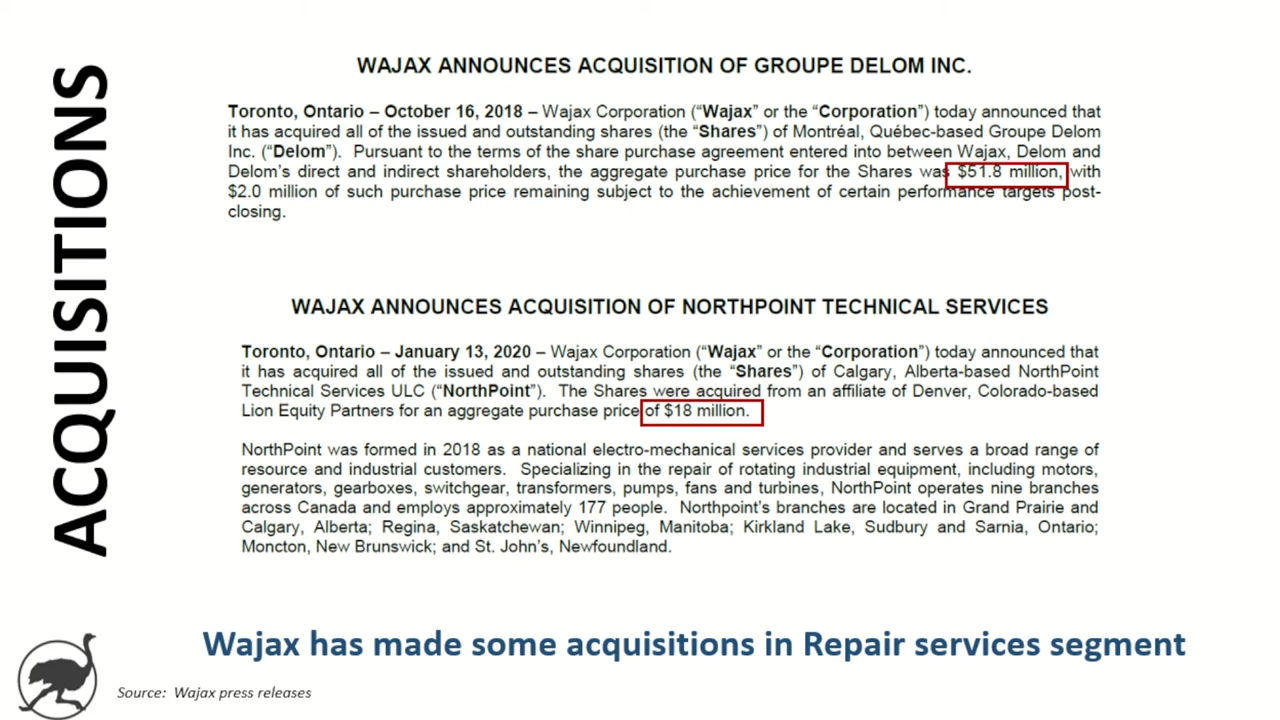 ACQUISITIONS
WAJAX ANNOUNCES ACQUISITION OF GROUPE DELOM INC.
Toronto, Ontario – October 16, 2018 – Wajax Corporation (“Wajax” or the “Corporation”) today announced that
it has acquired all of the issued and outstanding shares (the “Shares”) of Montréal, Québec-based Groupe Delom
Inc. (“Delom”). Pursuant to the terms of the share purchase agreement entered into between Wajax, Delom and
Delom’s direct and indirect shareholders, the aggregate purchase price for the Shares was $51.8 million, with
$2.0 million of such purchase price remaining subject to the achievement of certain performance targets post-
closing.
WAJAX ANNOUNCES ACQUISITION OF NORTHPOINT TECHNICAL SERVICES
Toronto, Ontario – January 13, 2020 – Wajax Corporation (“Wajax” or the “Corporation”) today announced that
it has acquired all of the issued and outstanding shares (the “Shares”) of Calgary, Alberta-based NorthPoint
Technical Services ULC (“NorthPoint”). The Shares were acquired from an affiliate of Denver, Colorado-based
Lion Equity Partners for an aggregate purchase price of $18 million.
NorthPoint was formed in 2018 as a national electro-mechanical services provider and serves a broad range of
resource and industrial customers. Specializing in the repair of rotating industrial equipment, including motors,
generators, gearboxes, switchgear, transformers, pumps, fans and turbines, NorthPoint operates nine branches
across Canada and employs approximately 177 people. Northpoint’s branches are located in Grand Prairie and
Calgary, Alberta; Regina, Saskatchewan; Winnipeg, Manitoba; Kirkland Lake, Sudbury and Sarnia, Ontario;
Moncton, New Brunswick; and St. John’s, Newfoundland.
Wajax has made some acquisitions in Repair services segment
Source: Wajax press releases